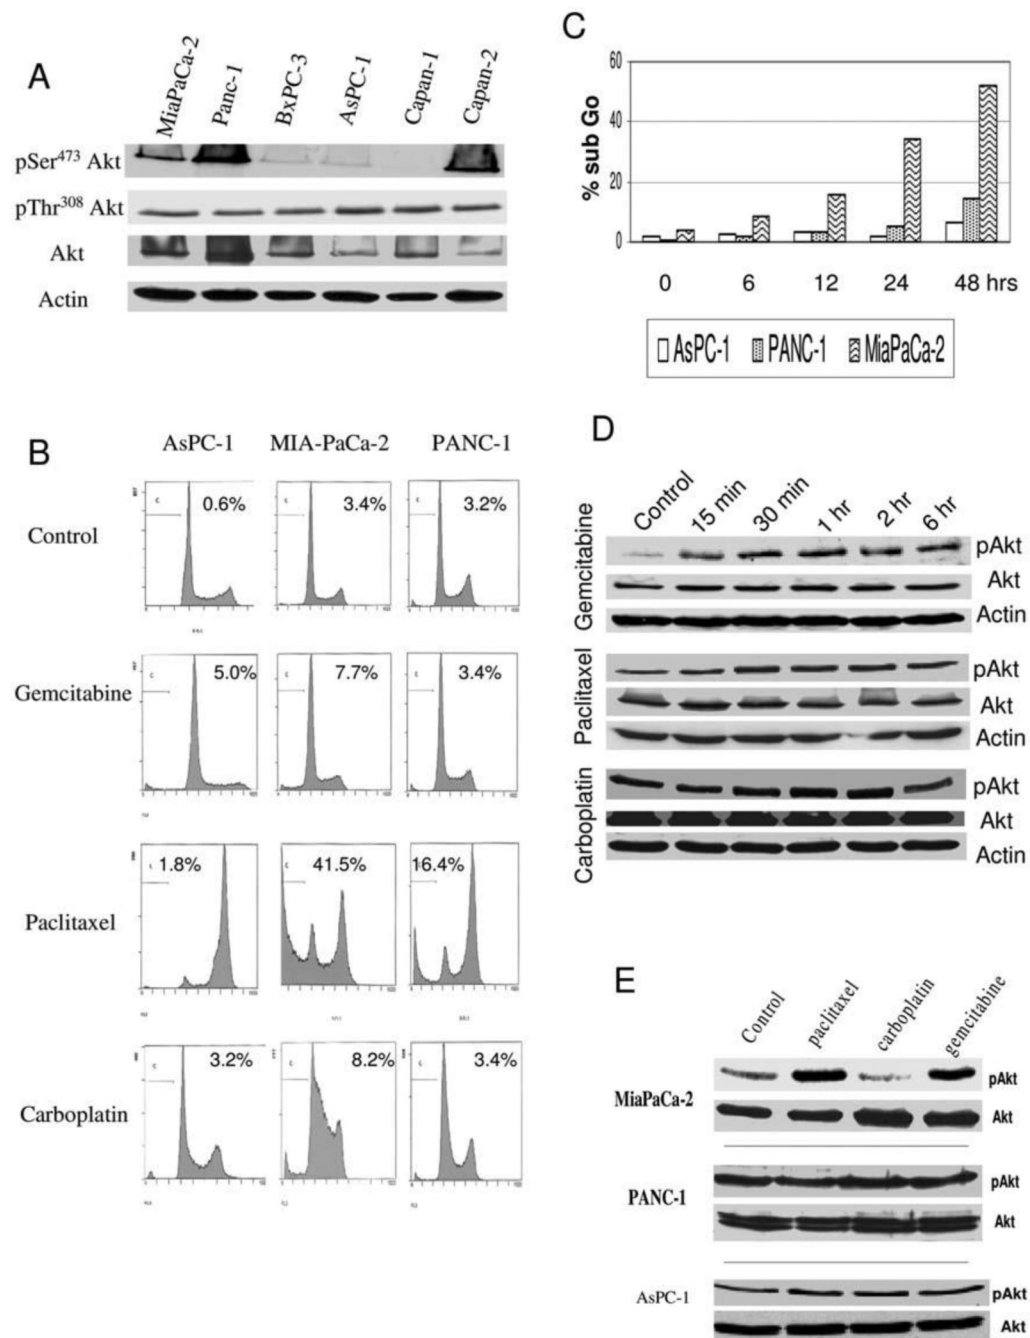 A
MiaPaCa-2 Panc-1 BxPC-3 AsPC-1 Capan-1 Capan-2
pSer⁴⁷³ Akt
pThr³⁰⁸ Akt
Akt
Actin
C
% sub Go
60
40
20
0
0 6 12 24 48 hrs
AsPC-1 PANC-1 MiaPaCa-2
B
AsPC-1 MIA-PaCa-2 PANC-1
Control
0.6% 3.4% 3.2%
Gemcitabine
5.0% 7.7% 3.4%
Paclitaxel
1.8% 41.5% 16.4%
Carboplatin
3.2% 8.2% 3.4%
D
Control 15 min 30 min 1 hr 2 hr 6 hr
Gemcitabine
pAkt
Akt
Actin
Paclitaxel
pAkt
Akt
Actin
Carboplatin
pAkt
Akt
Actin
E
Control paclitaxel carboplatin gemcitabine
MiaPaCa-2
pAkt
Akt
PANC-1
pAkt
Akt
AsPC-1
pAkt
Akt